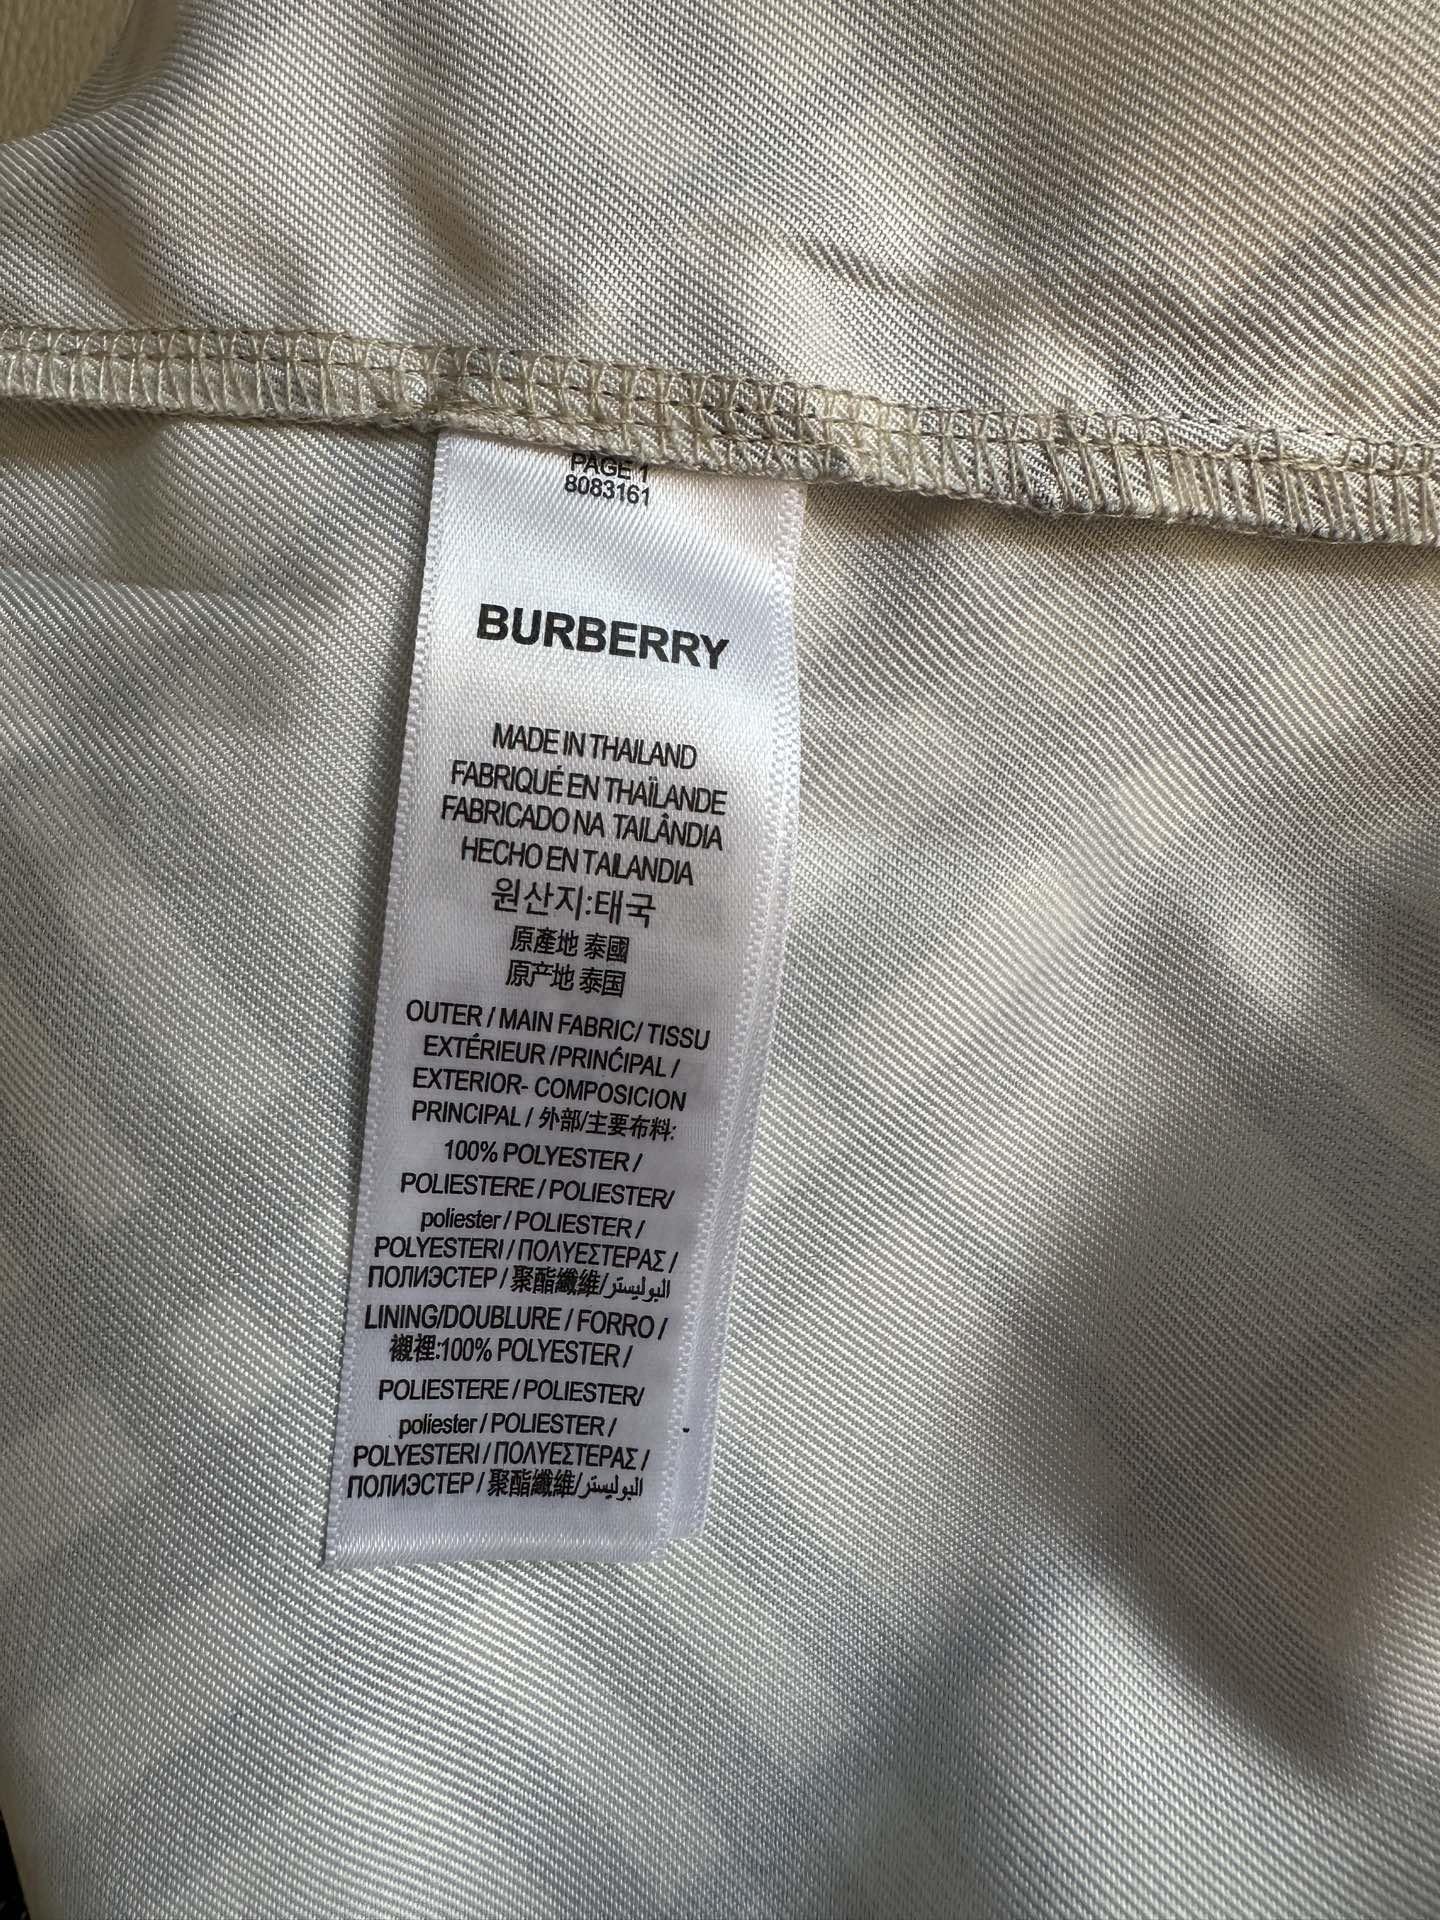 PAGE 1
8083161
BURBERRY
MADE IN THAILAND
FABRIQUÉ EN THAÏLANDE
FABRICADO NA TAILÂNDIA
HECHO EN TAILANDIA
원산지:태국
原產地 泰國
原产地 泰国
OUTER / MAIN FABRIC/ TISSU
EXTÉRIEUR /PRINĆIPAL /
EXTERIOR- COMPOSICION
PRINCIPAL / 外部/主要布料:
100% POLYESTER /
POLIESTERE / POLIESTER/
poliester / POLIESTER /
POLYESTERI / ΠΟΛΥΕΣΤΕΡΑΣ /
ПОЛИЭСТЕР / 聚酯纖維/البوليستر
LINING/DOUBLURE / FORRO /
襯裡:100% POLYESTER /
POLIESTERE / POLIESTER/
poliester / POLIESTER /
POLYESTERI / ΠΟΛΥΕΣΤΕΡΑΣ /
ПОЛИЭСТЕР / 聚酯纖維/البوليستر